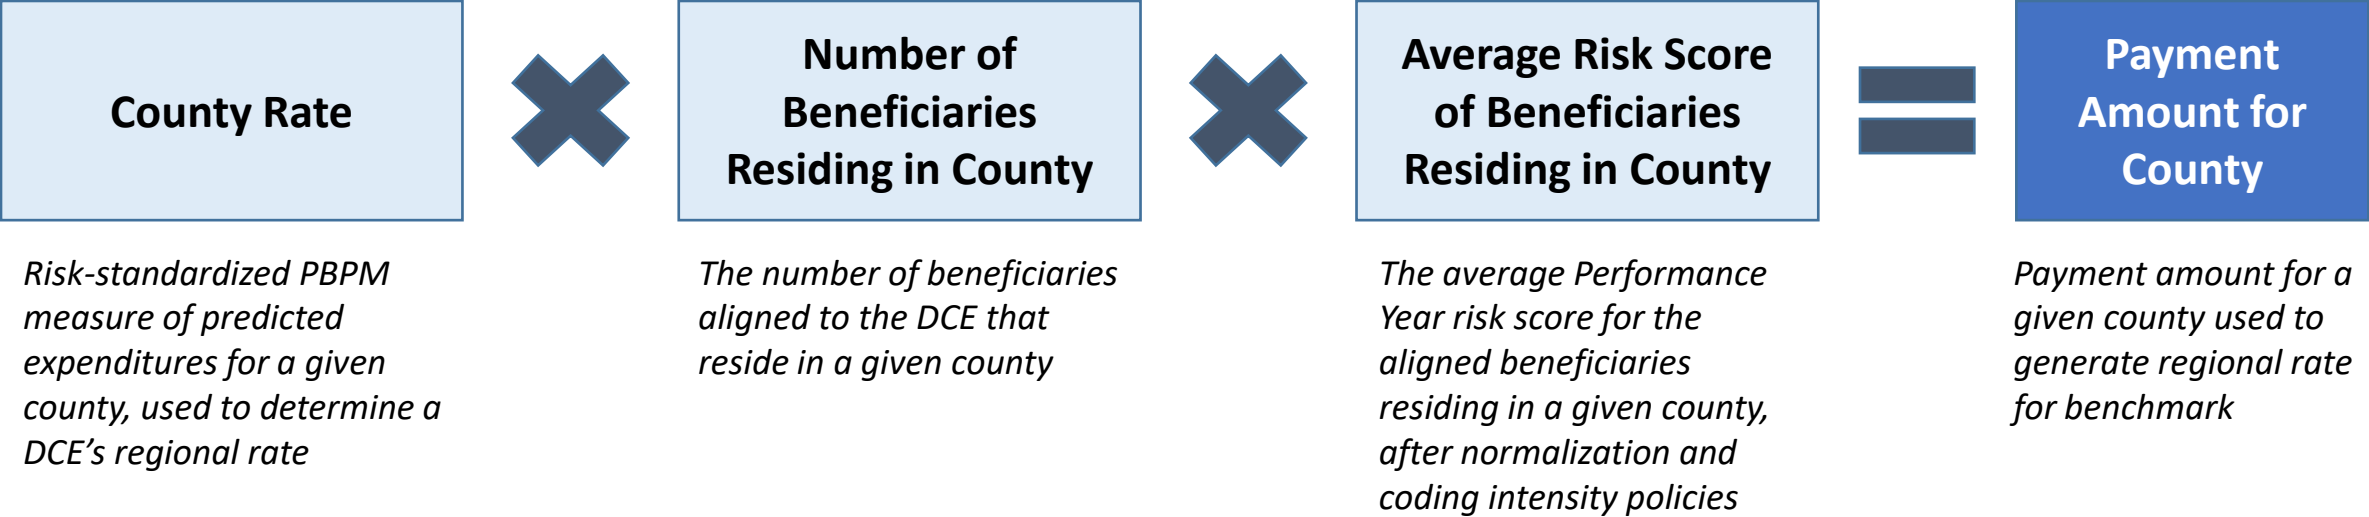 County Rate
Number of
Beneficiaries
Residing in County
Average Risk Score
of Beneficiaries
Residing in County
Payment
Amount for
County
Risk-standardized PBPM
measure of predicted
expenditures for a given
county, used to determine a
DCE’s regional rate
The number of beneficiaries
aligned to the DCE that
reside in a given county
The average Performance
Year risk score for the
aligned beneficiaries
residing in a given county,
after normalization and
coding intensity policies
Payment amount for a
given county used to
generate regional rate
for benchmark